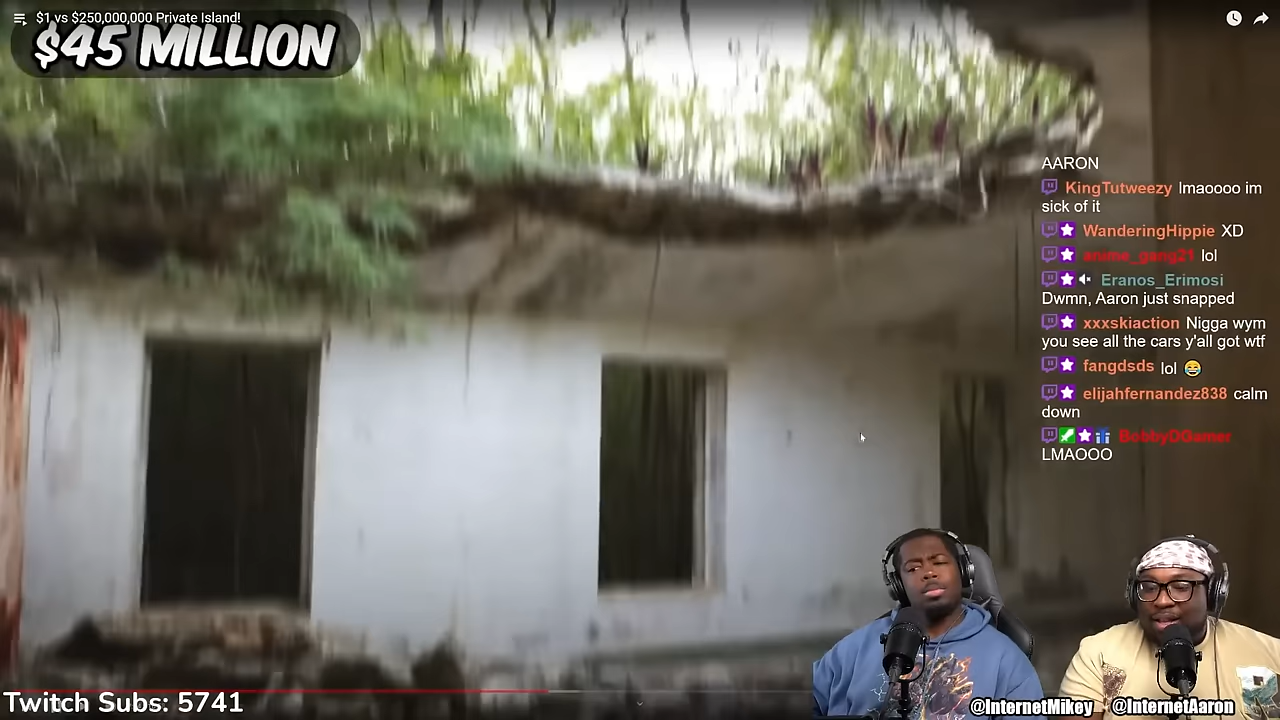 $1 vs $250,000,000 Private Island!
$45 MILLION
AARON
KingTutweezy lmaoooo im
sick of it
WanderingHippie XD
anime_gang21 lol
Eranos_Erimosi
Dwmn, Aaron just snapped
xxxskiaction Nigga wym
you see all the cars y'all got wtf
fangdsds lol 😂
elijahfernandez838 calm
down
BobbyDGamer
LMAOOO
Twitch Subs: 5741
@InternetMikey
@InternetAaron